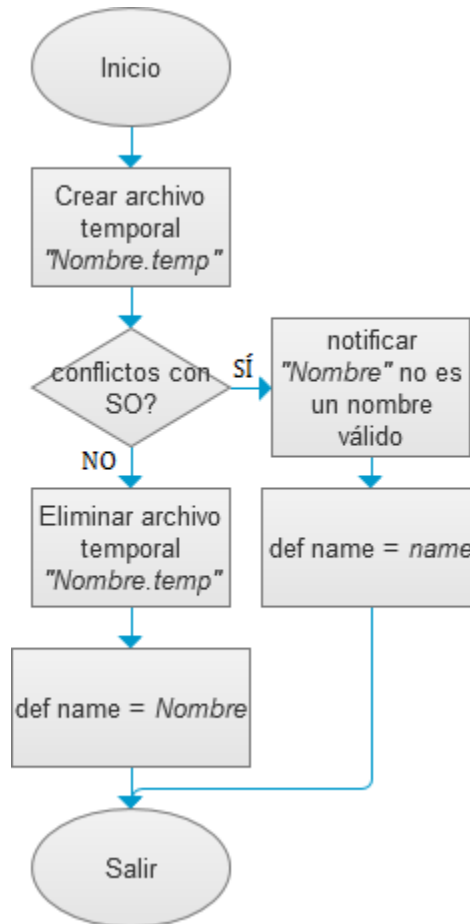 Inicio
Crear archivo
temporal
"Nombre.temp"
conflictos con
SO?
SÍ
notificar
"Nombre" no es
un nombre
válido
NO
Eliminar archivo
temporal
"Nombre.temp"
def name = name
def name = Nombre
Salir